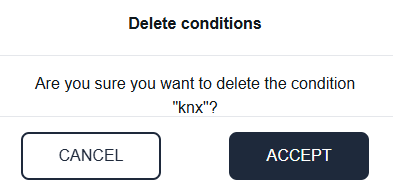 Delete conditions
Are you sure you want to delete the condition
"knx"?
CANCEL
ACCEPT